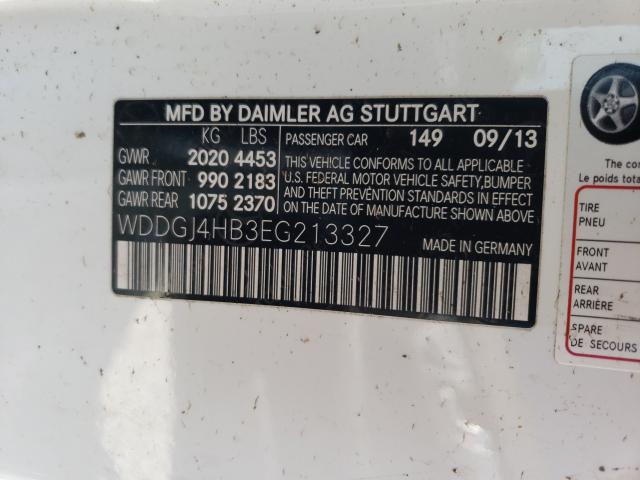 MFD BY DAIMLER AG STUTTGART
KG LBS
GVWR 2020 4453
GAWR FRONT 990 2183
GAWR REAR 1075 2370
PASSENGER CAR 149 09/13
THIS VEHICLE CONFORMS TO ALL APPLICABLE
U.S. FEDERAL MOTOR VEHICLE SAFETY,BUMPER
AND THEFT PREVENTION STANDARDS IN EFFECT
ON THE DATE OF MANUFACTURE SHOWN ABOVE
WDDGJ4HB3EG213327
MADE IN GERMANY
The
Le poids total
TIRE
PNEU
FRONT
AVANT
REAR
ARRIÈRE
SPARE
DE SECOURS